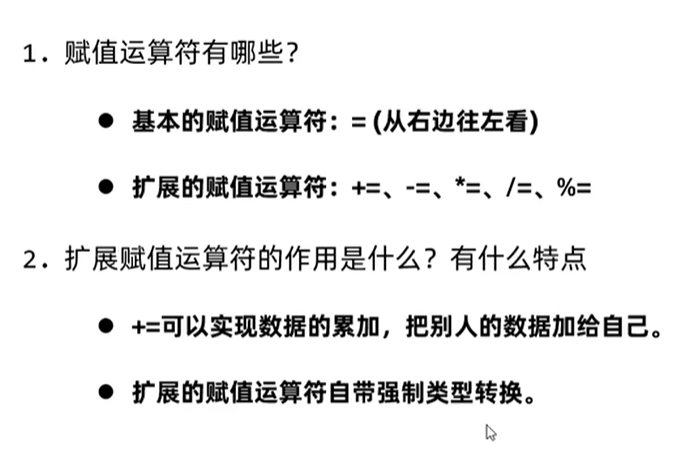 1. 赋值运算符有哪些？
● 基本的赋值运算符：= (从右边往左看)
● 扩展的赋值运算符：+=、-=、*=、/=、%=
2. 扩展赋值运算符的作用是什么？有什么特点
● +=可以实现数据的累加，把别人的数据加给自己。
● 扩展的赋值运算符自带强制类型转换。